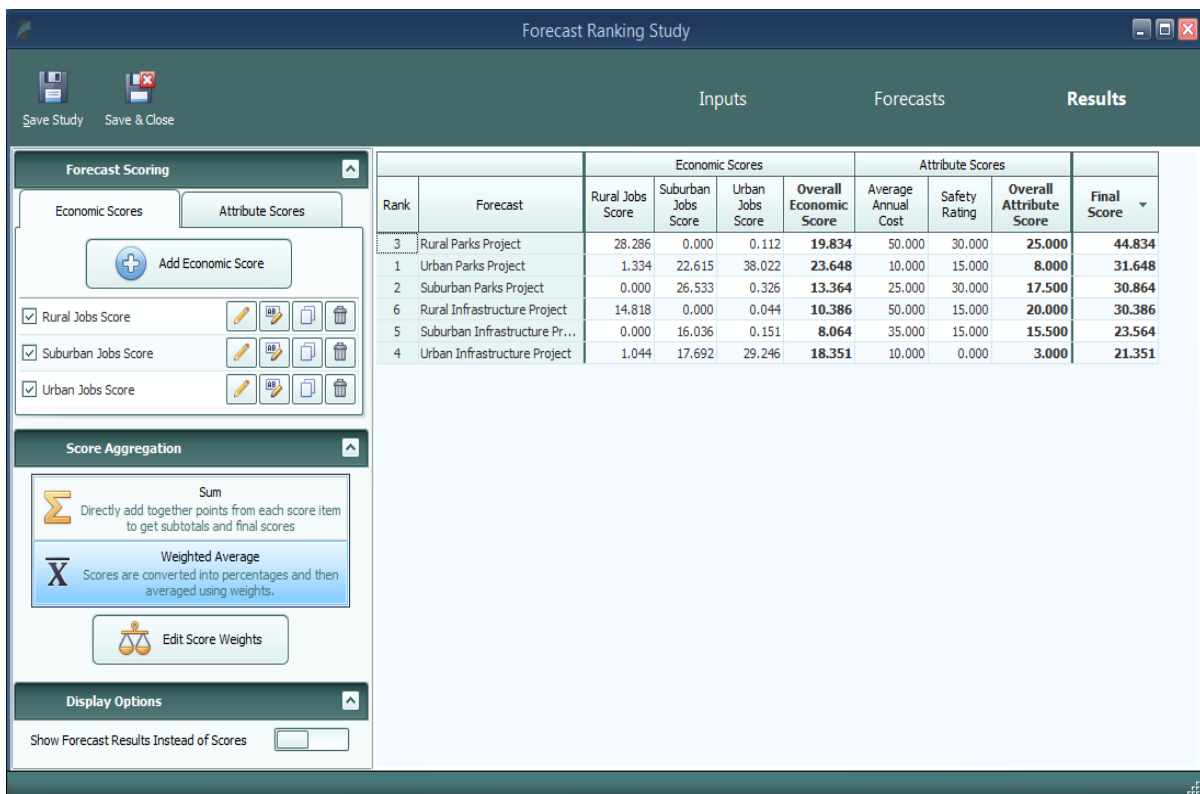 Forecast Ranking Study
Save Study
Save & Close
Inputs
Forecasts
Results
Forecast Scoring
Economic Scores
Attribute Scores
Add Economic Score
Rural Jobs Score
Suburban Jobs Score
Urban Jobs Score
Score Aggregation
Sum
Directly add together points from each score item
to get subtotals and final scores
Weighted Average
Scores are converted into percentages and then
averaged using weights.
Edit Score Weights
Display Options
Show Forecast Results Instead of Scores
Economic Scores Attribute Scores
Rank Forecast Rural Jobs Score Suburban Jobs Score Urban Jobs Score Overall Economic Score Average Annual Cost Safety Rating Overall Attribute Score Final Score
3 Rural Parks Project 28.286 0.000 0.112 19.834 50.000 30.000 25.000 44.834
1 Urban Parks Project 1.334 22.615 38.022 23.648 10.000 15.000 8.000 31.648
2 Suburban Parks Project 0.000 26.533 0.326 13.364 25.000 30.000 17.500 30.864
6 Rural Infrastructure Project 14.818 0.000 0.044 10.386 50.000 15.000 20.000 30.386
5 Suburban Infrastructure Pr... 0.000 16.036 0.151 8.064 35.000 15.000 15.500 23.564
4 Urban Infrastructure Project 1.044 17.692 29.246 18.351 10.000 0.000 3.000 21.351